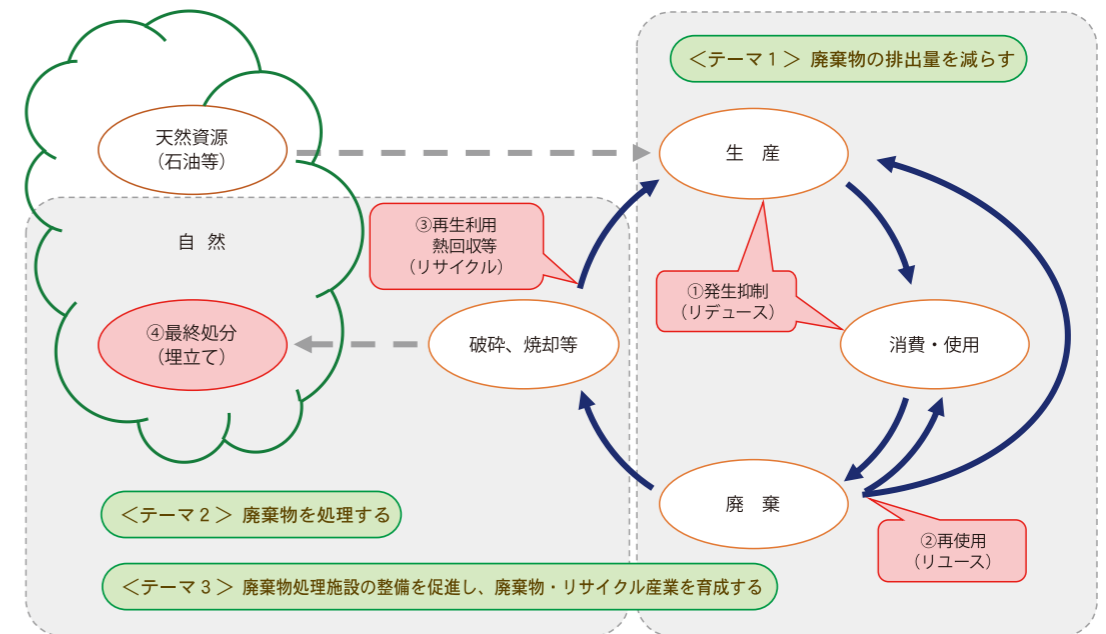 ＜テーマ１＞ 廃棄物の排出量を減らす
天然資源
（石油等）
生　産
③再生利用
熱回収等
（リサイクル）
自 然
①発生抑制
（リデュース）
④最終処分
（埋立て）
破砕、焼却等
消費・使用
廃　棄
＜テーマ２＞ 廃棄物を処理する
②再使用
（リユース）
＜テーマ３＞ 廃棄物処理施設の整備を促進し、廃棄物・リサイクル産業を育成する